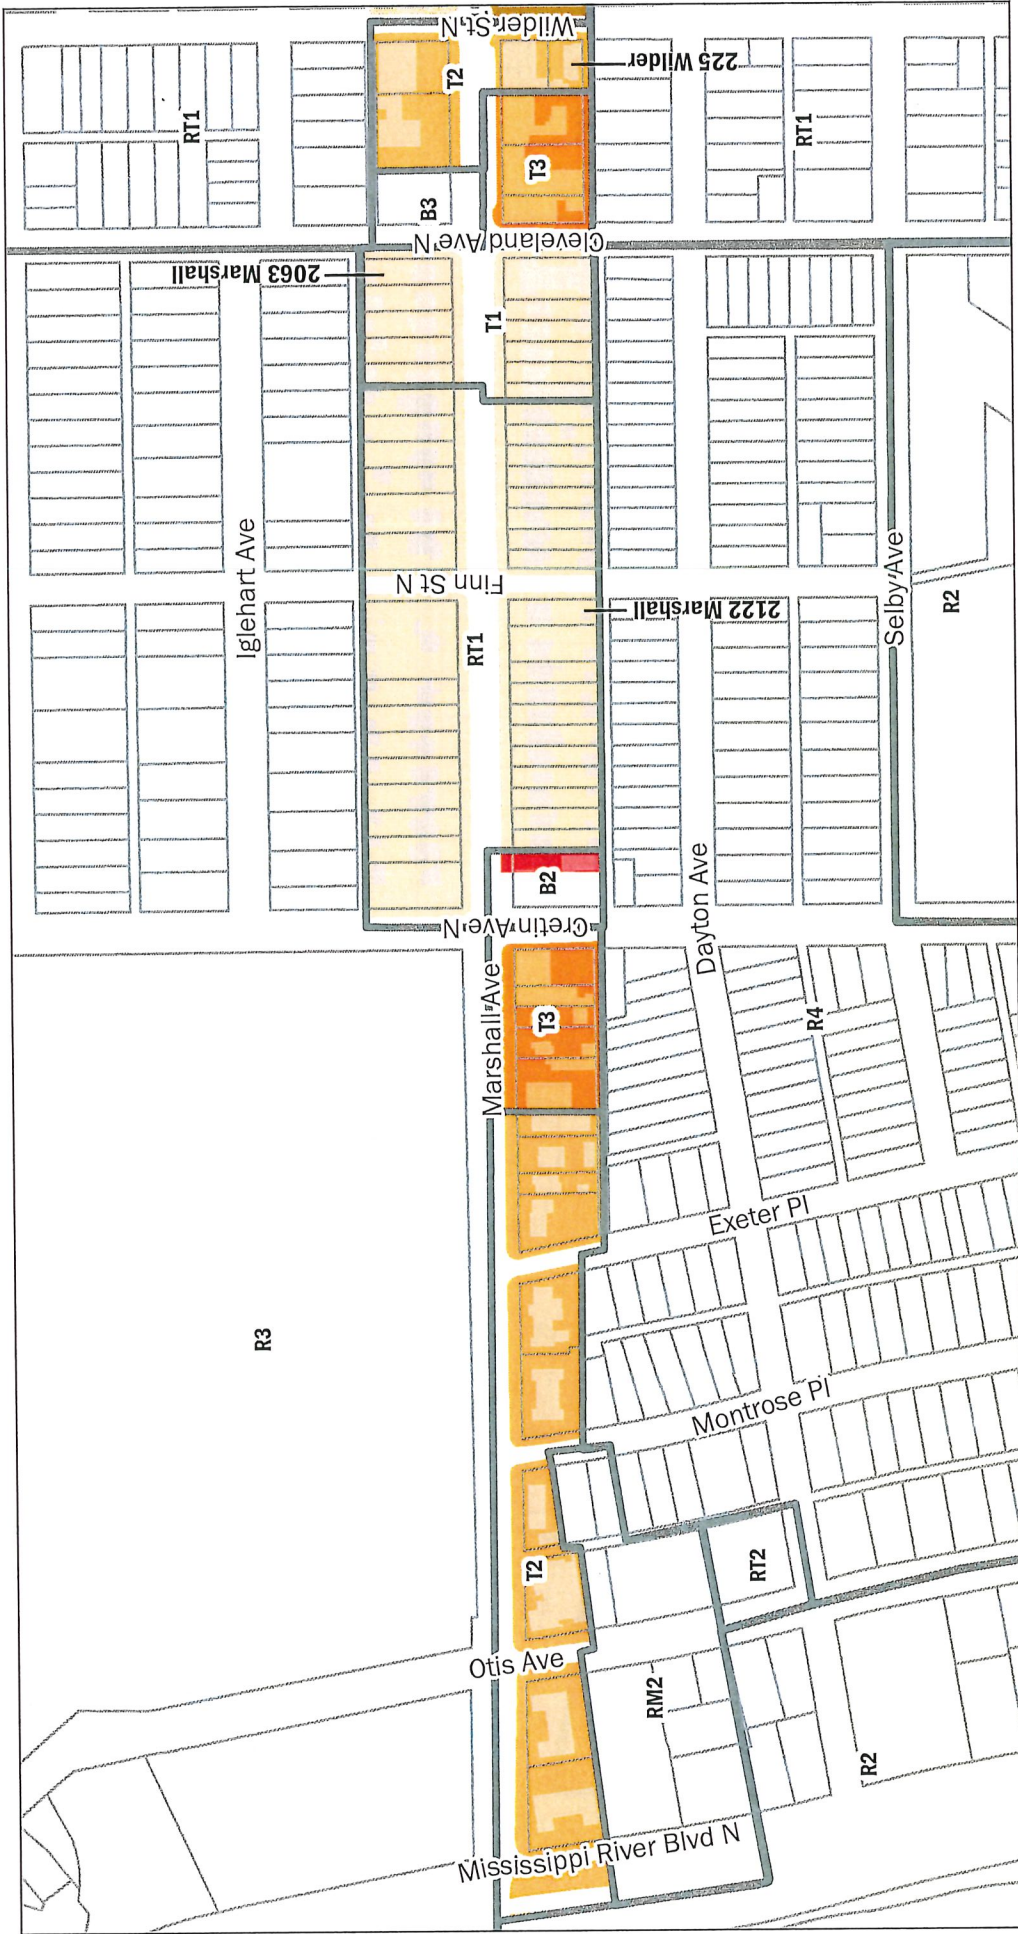 Wilder St N
225 Wilder
T2
RT1
RT1
T3
B3
Cleveland Ave N
2063 Marshall
T1
Iglehart Ave
Finn St N
Selby Ave
R2
2122 Marshall
RT1
B2
Dayton Ave
Cretin Ave N
Marshall Ave
T3
R4
Exeter Pl
R3
Montrose Pl
T2
RT2
Otis Ave
RM2
R2
Mississippi River Blvd N